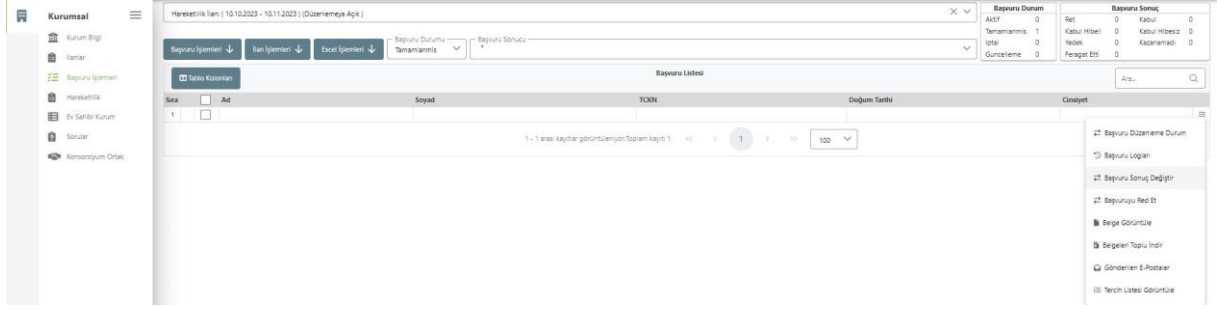 Kurumsal
Kurum Bilgi
İlanlar
Başvuru İşlemleri
Hareketlilik
Ev Sahibi Kurum
Sorular
Konsorsiyum Ortak
Hareketlilik İlanı ( 10.10.2023 - 10.11.2023 ) (Düzenlemeye Açık )
Başvuru İşlemleri
İlan İşlemleri
Excel İşlemleri
Başvuru Durumu
Tamamlanmis
Başvuru Sonucu
*
Başvuru Durum
Aktif 0
Tamamlanmis 1
Iptal 0
Guncelleme 0
Başvuru Sonuç
Ret 0 Kabul 0
Kabul Hibeli 0 Kabul Hibesiz 0
Yedek 0 Kazanamadı 0
Feragat Etti 0
Tablo Kolonları
Başvuru Listesi
Ara...
Sıra Ad Soyad TCKN Doğum Tarihi Cinsiyet
1
1 - 1 arası kayıtlar görüntüleniyor.Toplam kayıt: 1
1
100
Başvuru Düzenleme Durum
Başvuru Logları
Başvuru Sonuç Değiştir
Başvuruyu Red Et
Belge Görüntüle
Belgeleri Toplu İndir
Gönderilen E-Postalar
Tercih Listesi Görüntüle